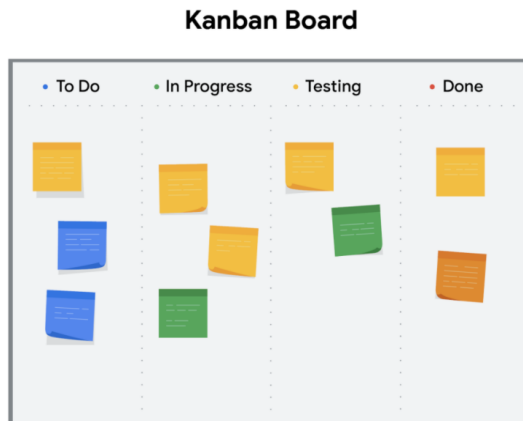 Kanban Board
To Do
In Progress
Testing
Done